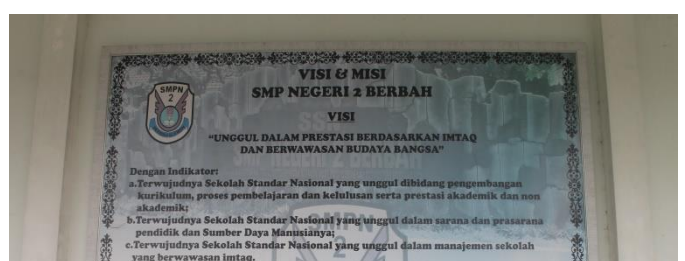 SMPN
2
VISI & MISI
SMP NEGERI 2 BERBAH
VISI
"UNGGUL DALAM PRESTASI BERDASARKAN IMTAQ
DAN BERWAWASAN BUDAYA BANGSA"
Dengan Indikator:
a.Terwujudnya Sekolah Standar Nasional yang unggul dibidang pengembangan
kurikulum, proses pembelajaran dan kelulusan serta prestasi akademik dan non
akademik;
b.Terwujudnya Sekolah Standar Nasional yang unggul dalam sarana dan prasarana
pendidik dan Sumber Daya Manusianya;
c.Terwujudnya Sekolah Standar Nasional yang unggul dalam manajemen sekolah
yang berwawasan imtaq.
SMPN
2